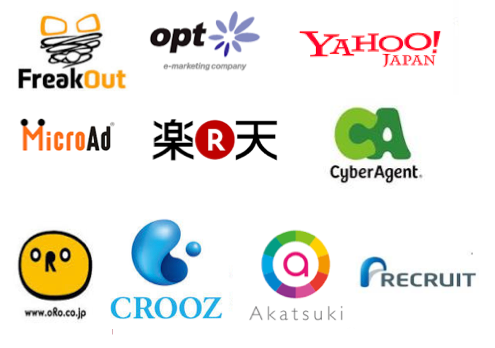 FreakOut
opt
e-marketing company
YAHOO!
JAPAN
MicroAd®
楽R天
CA
CyberAgent®
oRo
www.oRo.co.jp
CROOZ
a
Akatsuki
RECRUIT